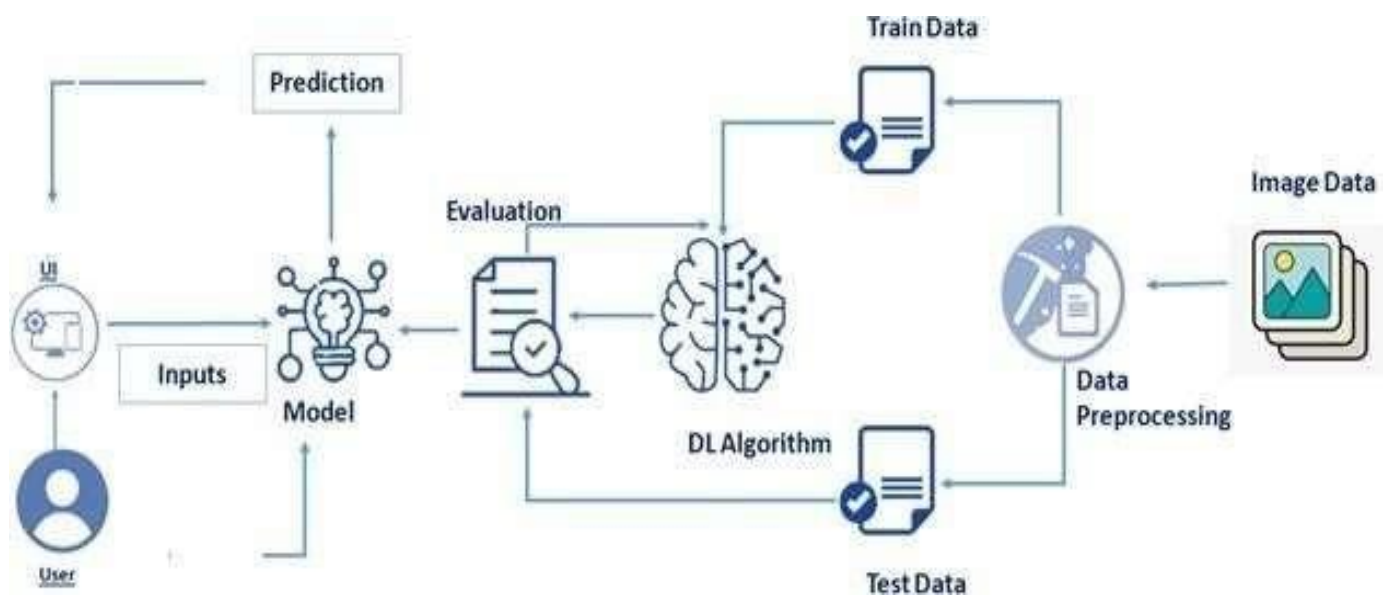 Train Data
Prediction
Image Data
Evaluation
UI
Inputs
Model
Data
Preprocessing
DL Algorithm
User
Test Data